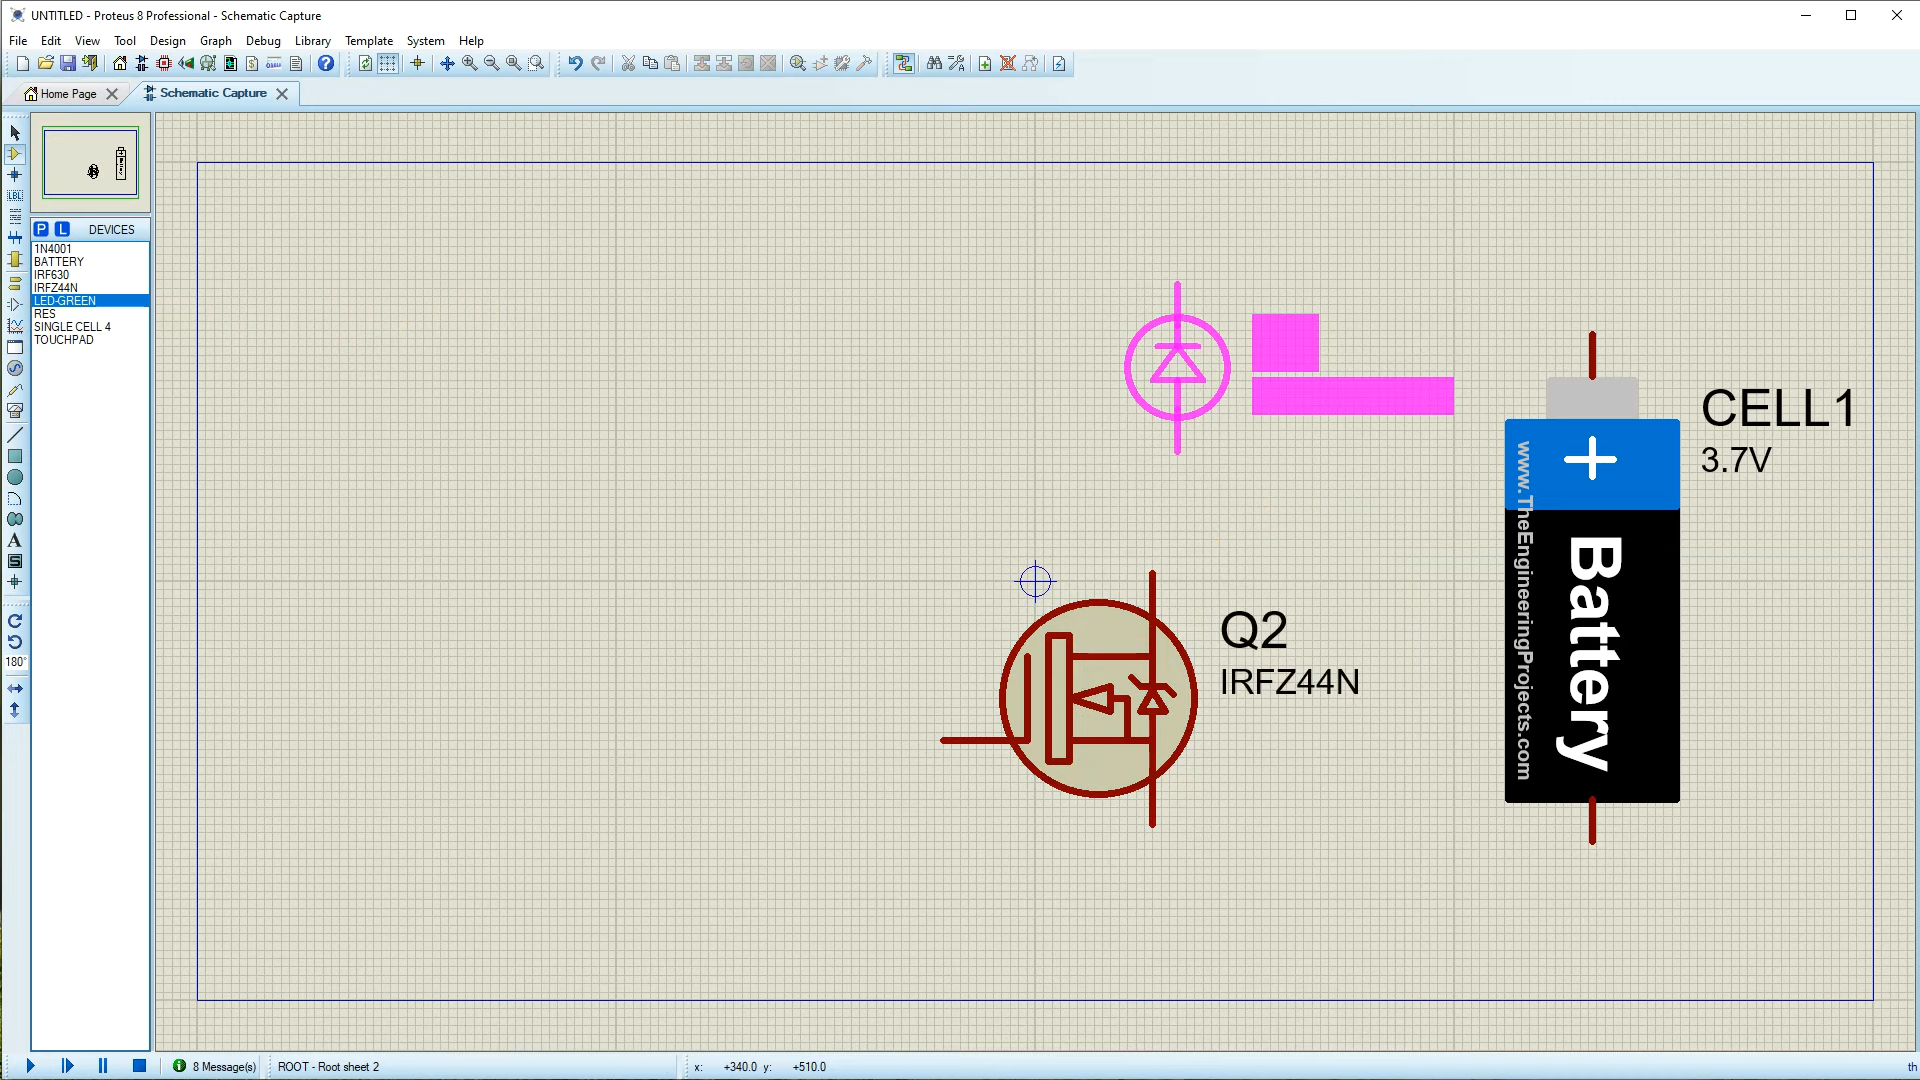 UNTITLED - Proteus 8 Professional - Schematic Capture
File Edit View Tool Design Graph Debug Library Template System Help
Home Page Schematic Capture
P L DEVICES
1N4001
BATTERY
IRF630
IRFZ44N
LED-GREEN
RES
SINGLE CELL 4
TOUCHPAD
LBL
A
S
180°
CELL1
3.7V
www.TheEngineeringProjects.com
Battery
Q2
IRFZ44N
8 Message(s) ROOT - Root sheet 2 x: +340.0 y: +510.0 th